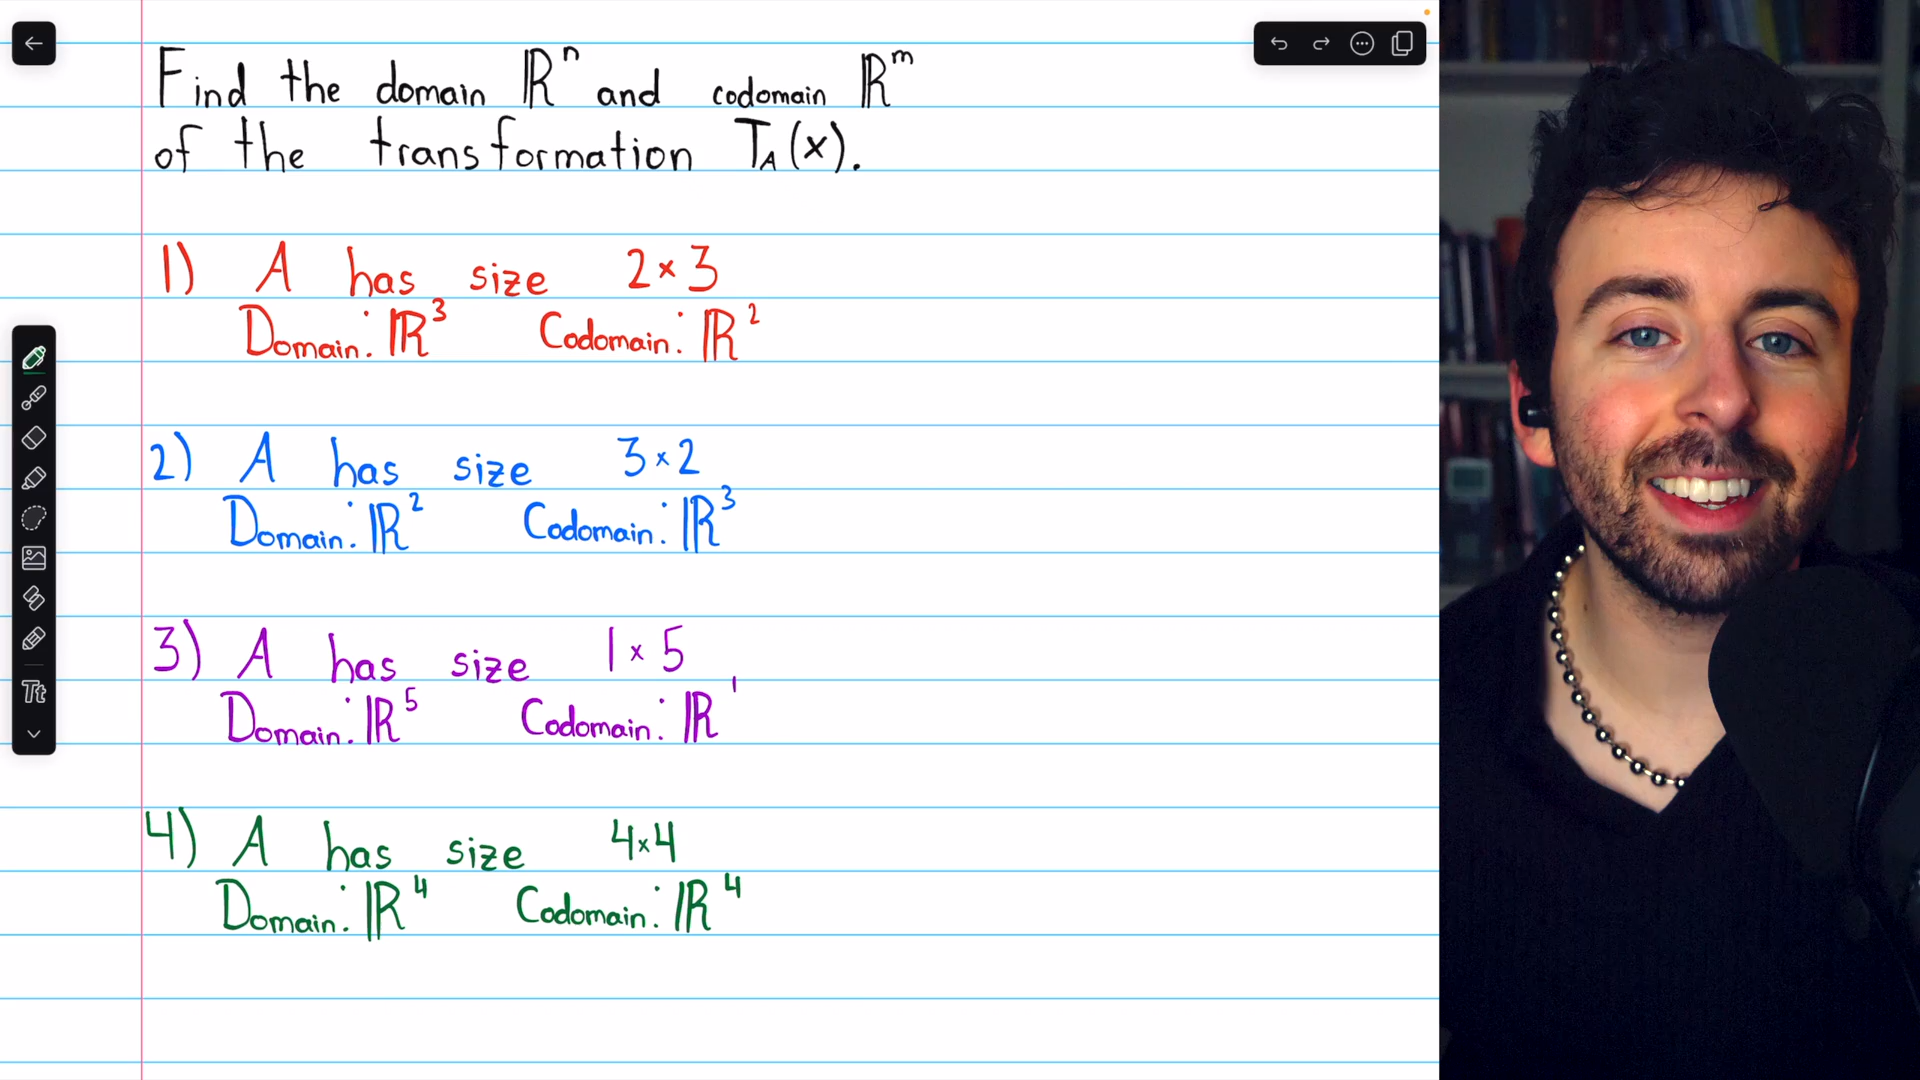 Find the domain ℝⁿ and codomain ℝᵐ
of the transformation T_A(x).
1) A has size 2×3
Domain: ℝ³ Codomain: ℝ²
2) A has size 3×2
Domain: ℝ² Codomain: ℝ³
3) A has size 1×5
Domain: ℝ⁵ Codomain: ℝ¹
4) A has size 4×4
Domain: ℝ⁴ Codomain: ℝ⁴
Tt